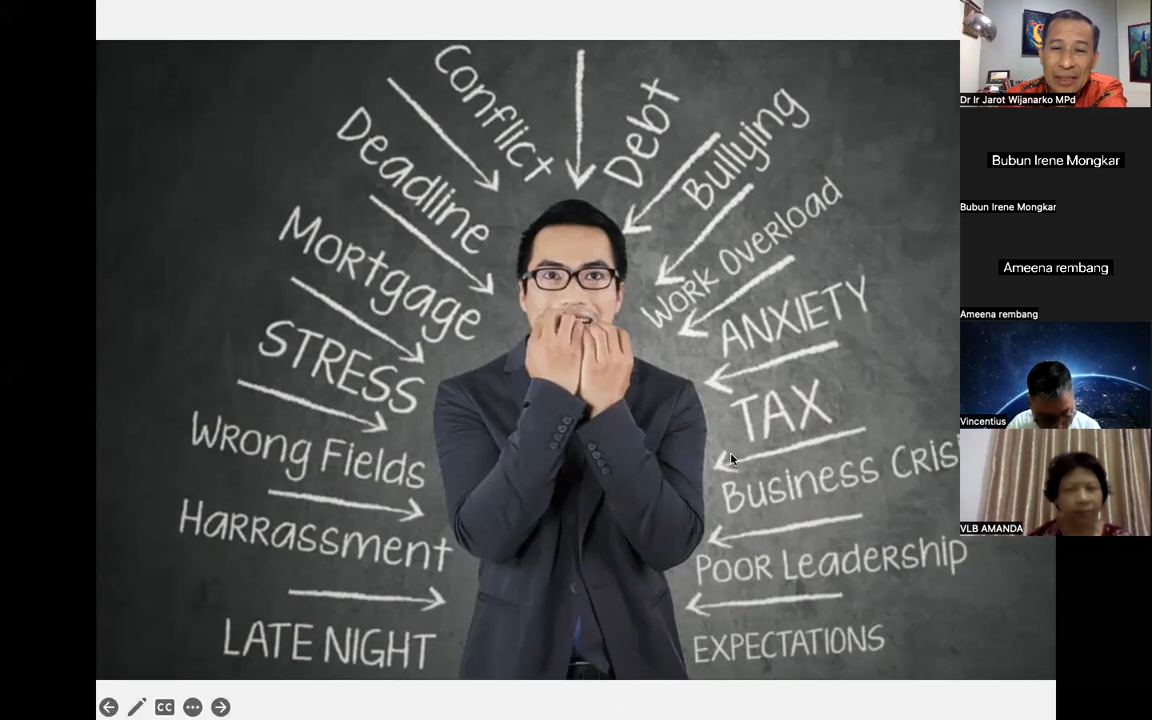 Conflict
Debt
Deadline
Bullying
Mortgage
WORK OVERLOAD
STRESS
ANXIETY
Wrong Fields
TAX
Harrassment
Business Crisi
LATE NIGHT
Poor Leadership
EXPECTATIONS
CC
Dr Ir Jarot Wijanarko MPd
Bubun Irene Mongkar
Bubun Irene Mongkar
Ameena rembang
Ameena rembang
Vincentius
VLB AMANDA